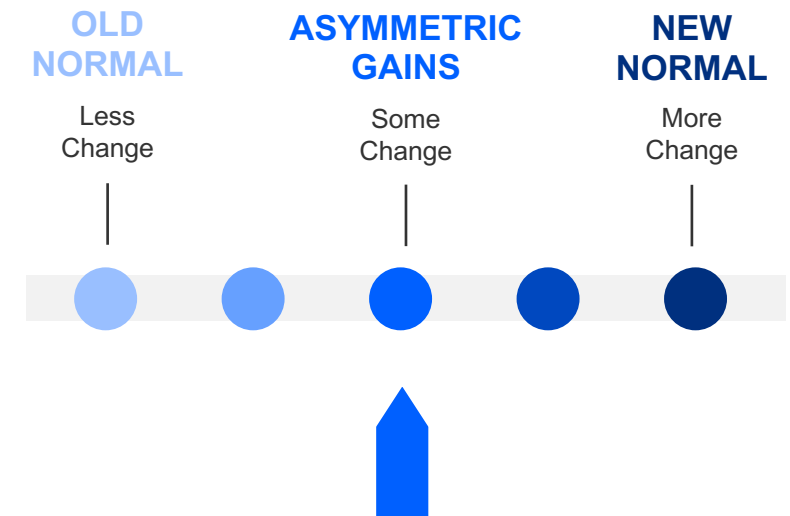 OLD
NORMAL
Less
Change
ASYMMETRIC
GAINS
Some
Change
NEW
NORMAL
More
Change